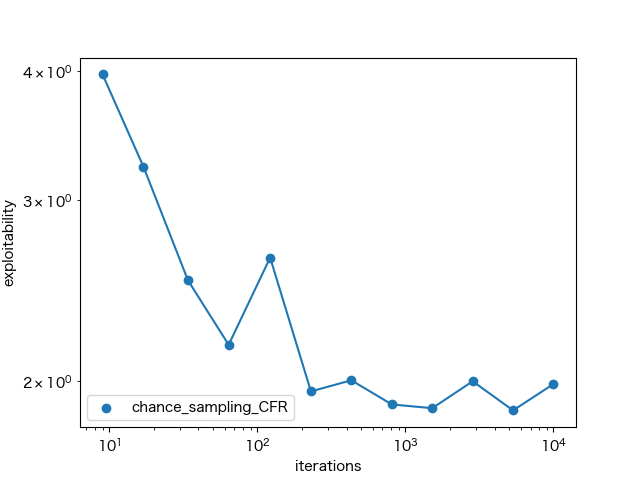 4 × 10⁰
3 × 10⁰
2 × 10⁰
exploitability
chance_sampling_CFR
10¹
10²
10³
10⁴
iterations